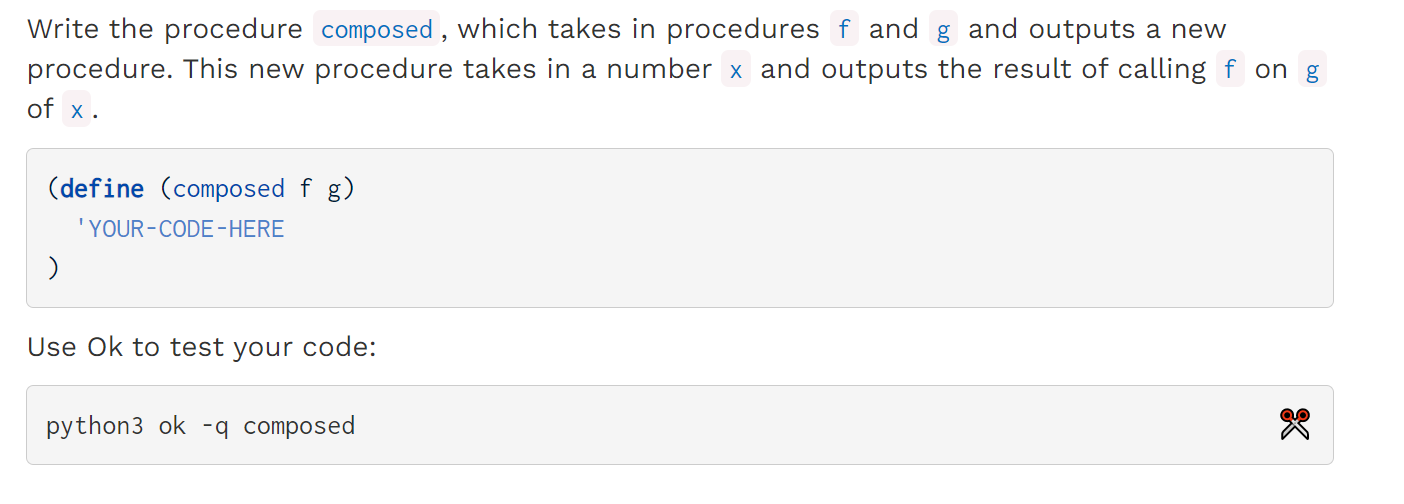 Write the procedure composed, which takes in procedures f and g and outputs a new
procedure. This new procedure takes in a number x and outputs the result of calling f on g
of x.
(define (composed f g)
  'YOUR-CODE-HERE
)
Use Ok to test your code:
python3 ok -q composed